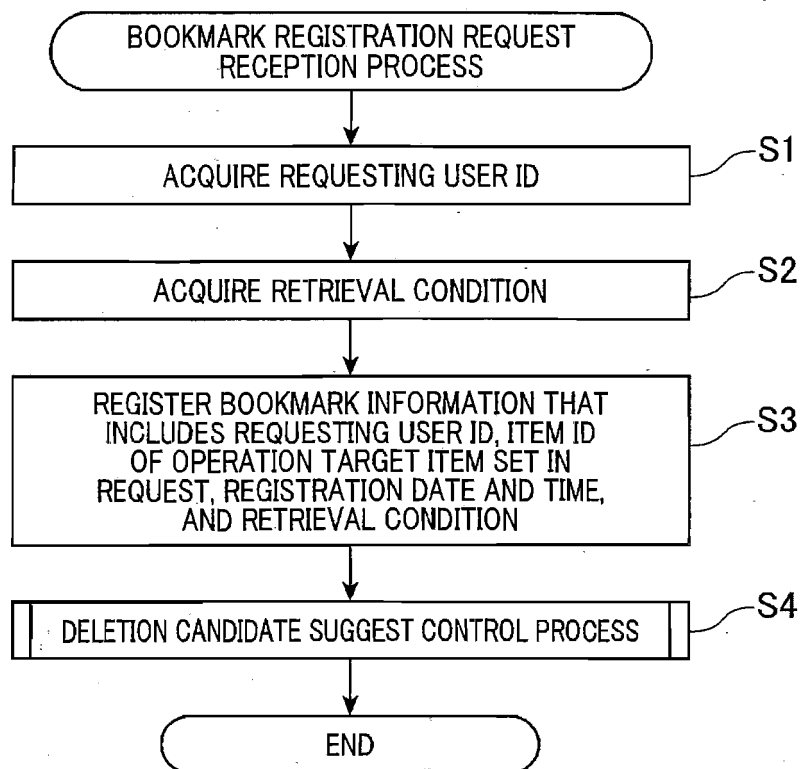 BOOKMARK REGISTRATION REQUEST
RECEPTION PROCESS
S1
ACQUIRE REQUESTING USER ID
S2
ACQUIRE RETRIEVAL CONDITION
S3
REGISTER BOOKMARK INFORMATION THAT
INCLUDES REQUESTING USER ID, ITEM ID
OF OPERATION TARGET ITEM SET IN
REQUEST, REGISTRATION DATE AND TIME,
AND RETRIEVAL CONDITION
S4
DELETION CANDIDATE SUGGEST CONTROL PROCESS
END